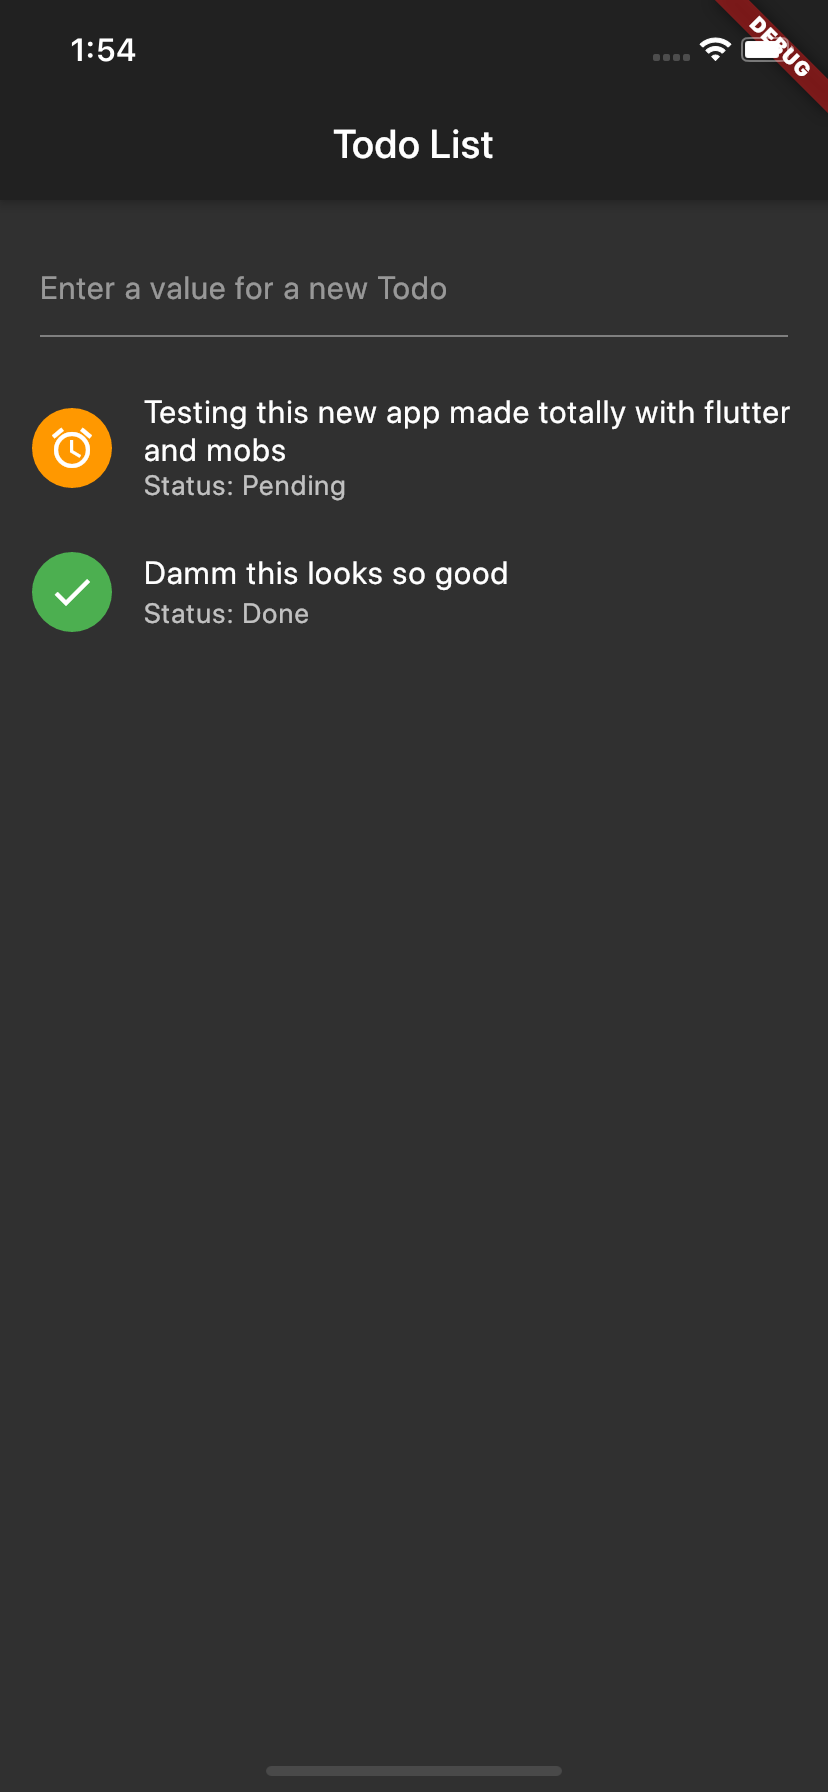 1:54
DEBUG
Todo List
Enter a value for a new Todo
Testing this new app made totally with flutter
and mobs
Status: Pending
Damm this looks so good
Status: Done